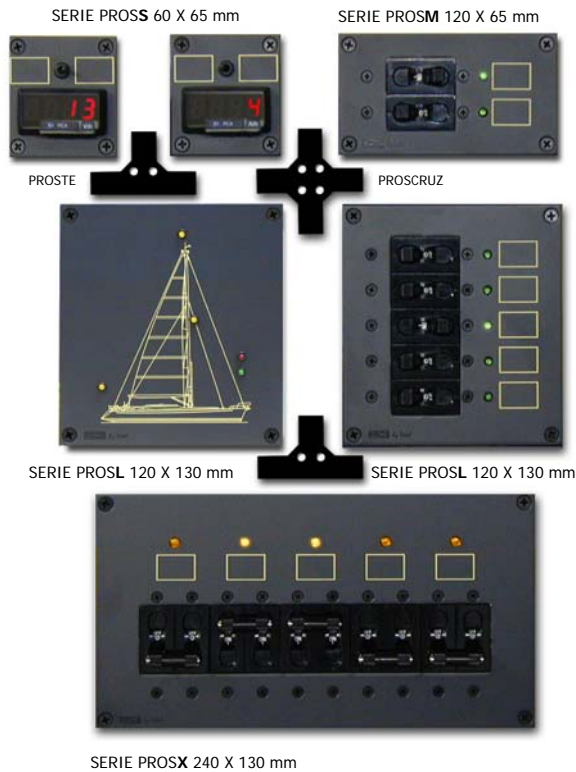 SERIE PROSS 60 X 65 mm
SERIE PROSM 120 X 65 mm
13
4
PROSTE
PROSCRUZ
SERIE PROSL 120 X 130 mm
SERIE PROSL 120 X 130 mm
SERIE PROSX 240 X 130 mm